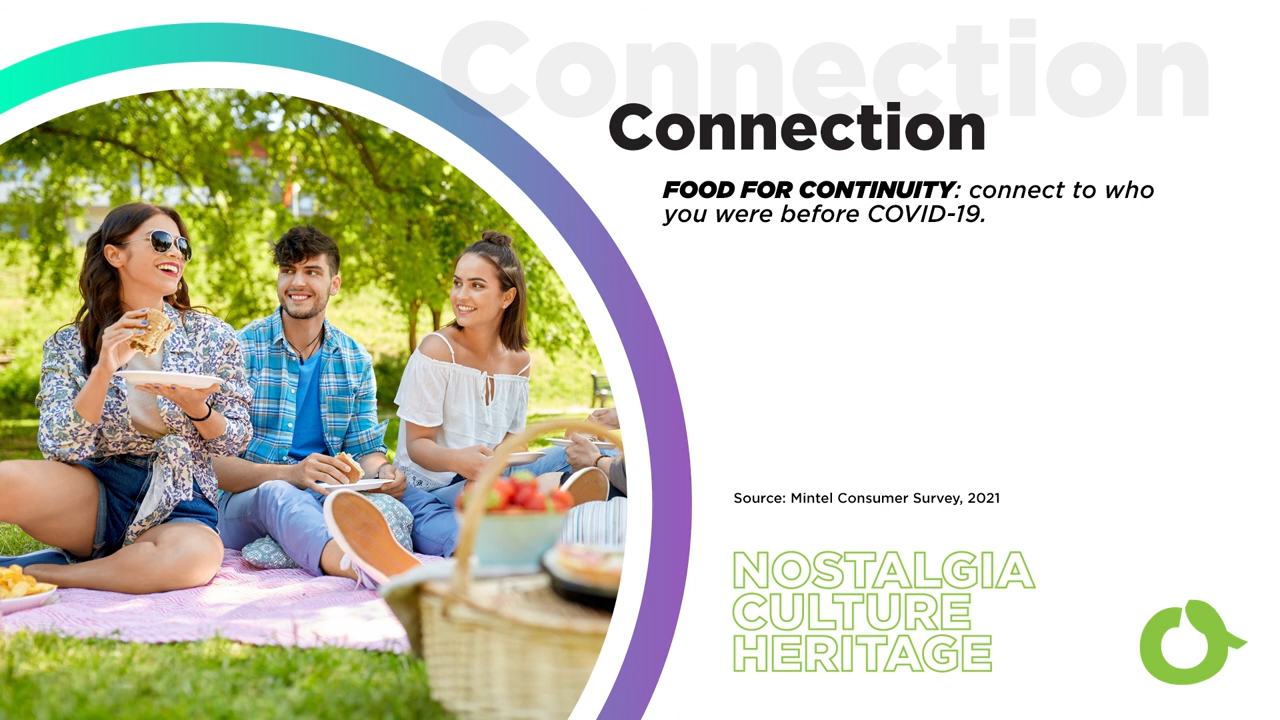 Connection
Connection
FOOD FOR CONTINUITY: connect to who
you were before COVID-19.
Source: Mintel Consumer Survey, 2021
NOSTALGIA
CULTURE
HERITAGE